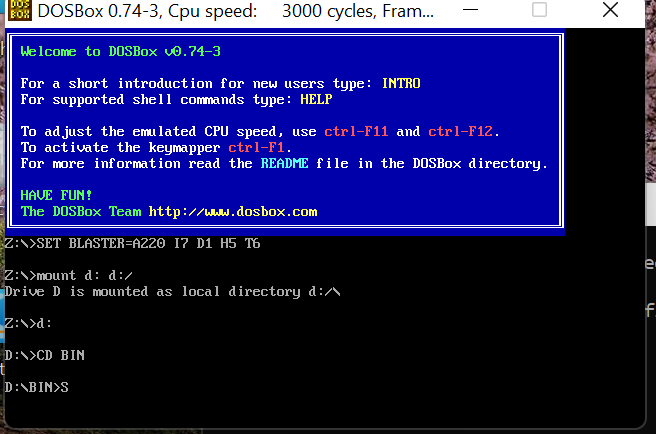 DOS
BOX
DOSBox 0.74-3, Cpu speed: 3000 cycles, Fram...
Welcome to DOSBox v0.74-3
For a short introduction for new users type: INTRO
For supported shell commands type: HELP
To adjust the emulated CPU speed, use ctrl-F11 and ctrl-F12.
To activate the keymapper ctrl-F1.
For more information read the README file in the DOSBox directory.
HAVE FUN!
The DOSBox Team http://www.dosbox.com
Z:\>SET BLASTER=A220 I7 D1 H5 T6
Z:\>mount d: d:/
Drive D is mounted as local directory d:/\
Z:\>d:
D:\>CD BIN
D:\BIN>S